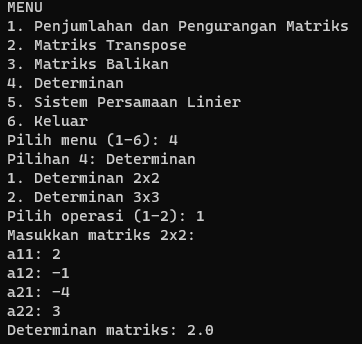 MENU
1. Penjumlahan dan Pengurangan Matriks
2. Matriks Transpose
3. Matriks Balikan
4. Determinan
5. Sistem Persamaan Linier
6. Keluar
Pilih menu (1-6): 4
Pilihan 4: Determinan
1. Determinan 2x2
2. Determinan 3x3
Pilih operasi (1-2): 1
Masukkan matriks 2x2:
a11: 2
a12: -1
a21: -4
a22: 3
Determinan matriks: 2.0